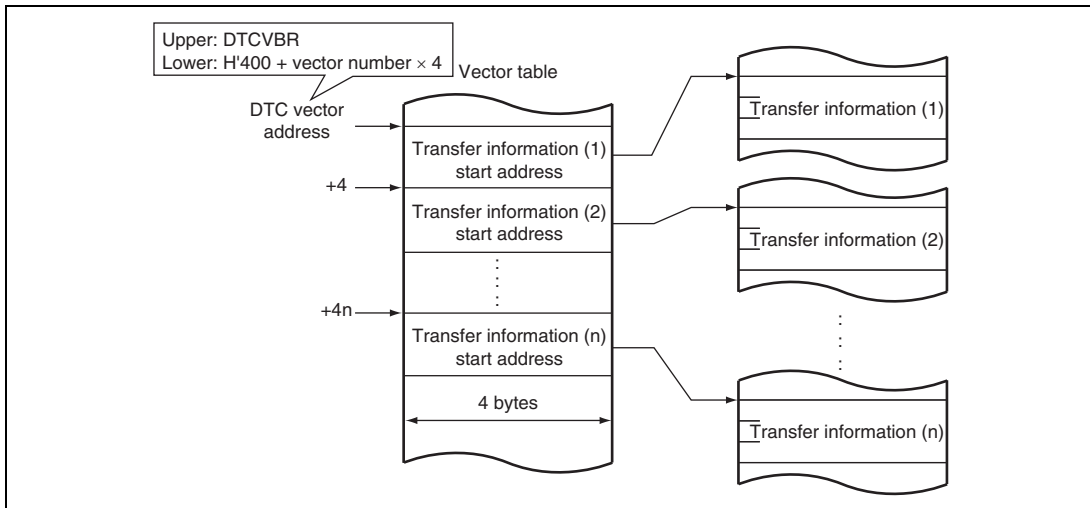 Upper: DTCVBR
Lower: H'400 + vector number × 4
Vector table
DTC vector
address
Transfer information (1)
start address
+4
Transfer information (2)
start address
+4n
Transfer information (n)
start address
4 bytes
Transfer information (1)
Transfer information (2)
Transfer information (n)